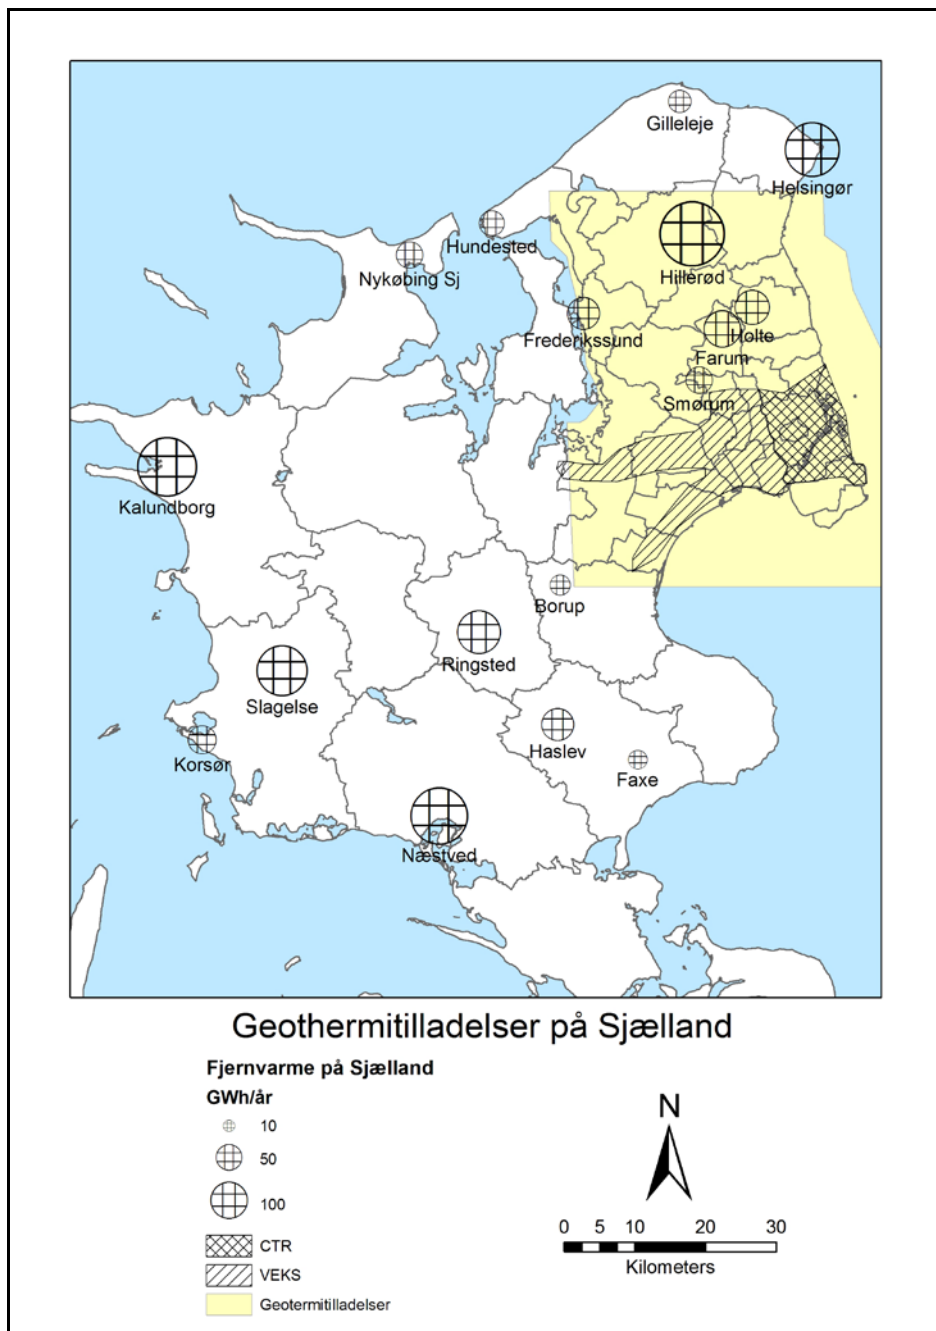 Gilleleje
Helsingør
Hundested
Nykøbing Sj
Hillerød
Frederikssund
Holte
Farum
Smørum
Kalundborg
Borup
Ringsted
Slagelse
Haslev
Korsør
Faxe
Næstved
Geothermitilladelser på Sjælland
Fjernvarme på Sjælland
GWh/år
10
50
100
CTR
VEKS
Geotermitilladelser
N
0 5 10 20 30
Kilometers